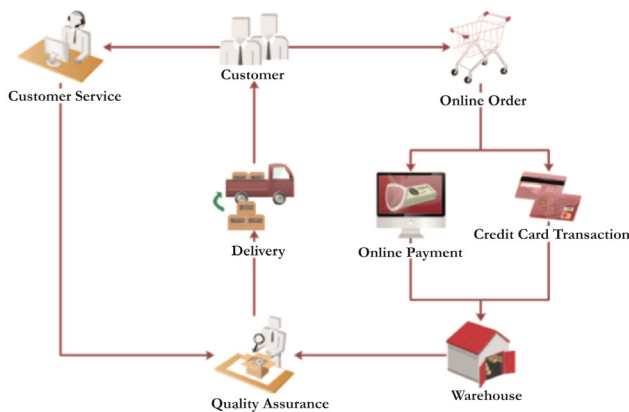 Customer
Customer Service
Online Order
Delivery
Online Payment
Credit Card Transaction
Quality Assurance
Warehouse